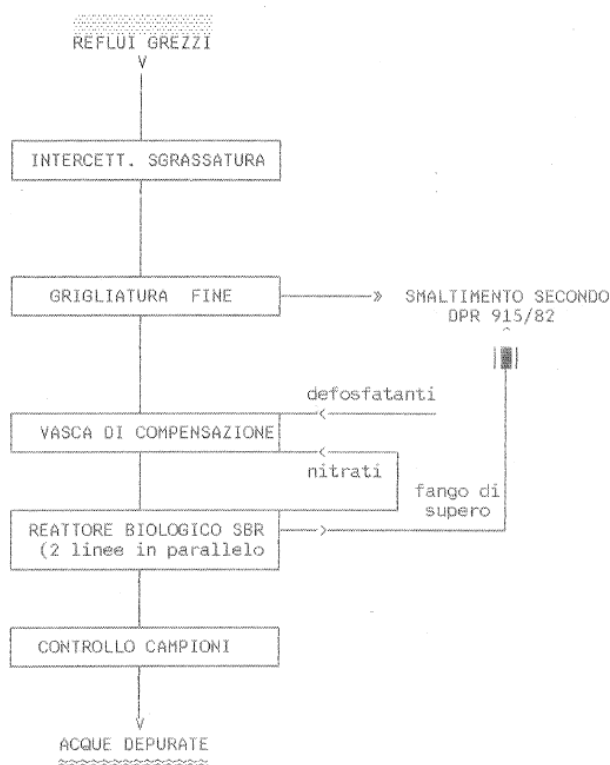 REFLUI GREZZI
INTERCETT. SGRASSATURA
GRIGLIATURA FINE
SMALTIMENTO SECONDO
DPR 915/82
defosfatanti
VASCA DI COMPENSAZIONE
nitrati
fango di
supero
REATTORE BIOLOGICO SBR
(2 linee in parallelo
CONTROLLO CAMPIONI
ACQUE DEPURATE